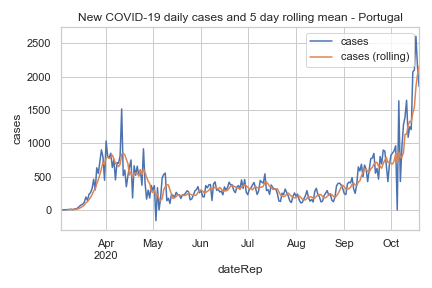 New COVID-19 daily cases and 5 day rolling mean - Portugal
cases
cases (rolling)
2500
2000
1500
1000
500
0
cases
Apr May Jun Jul Aug Sep Oct
2020
dateRep